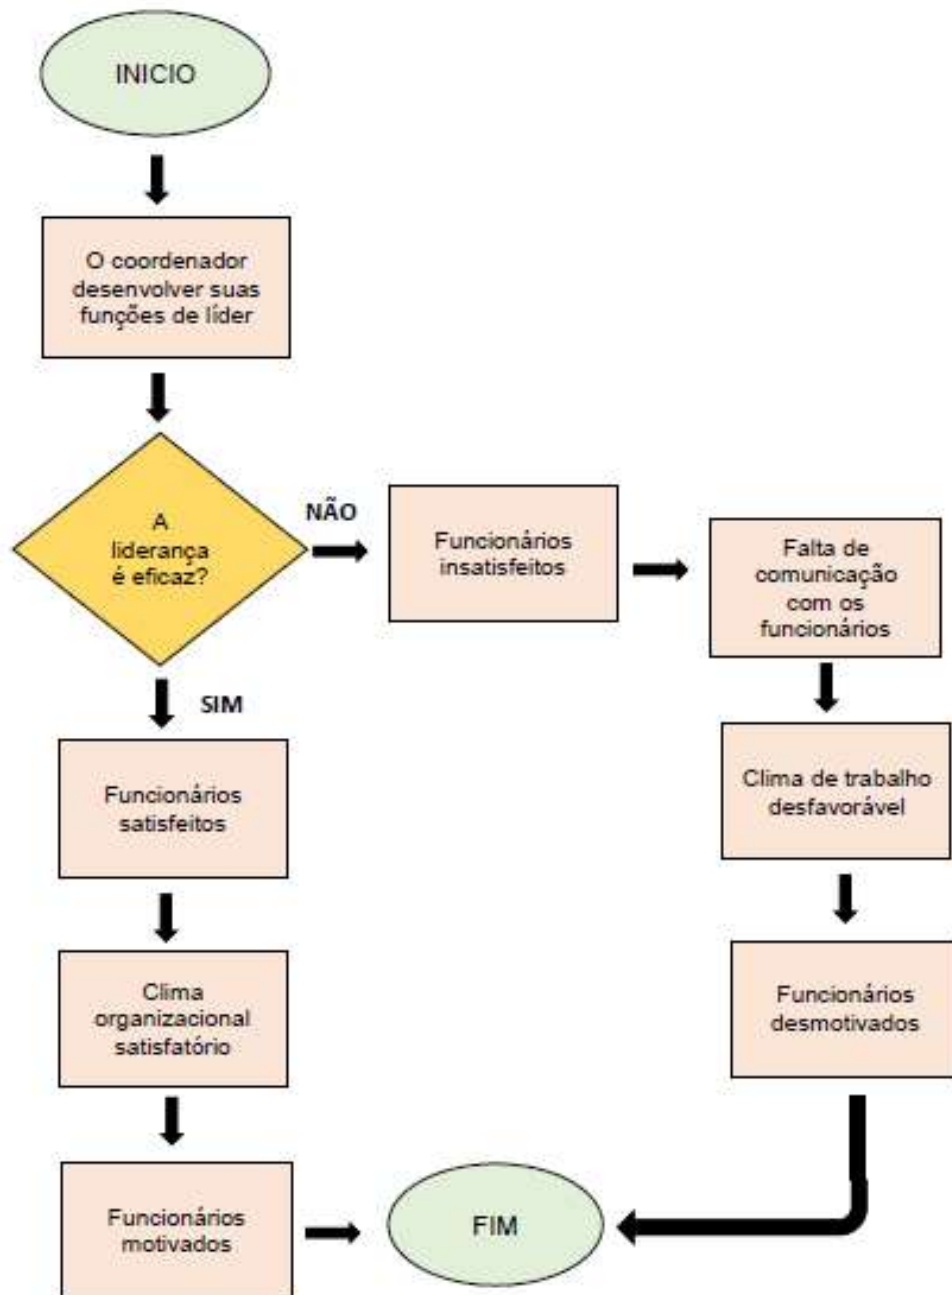 INICIO
O coordenador
desenvolver suas
funções de líder
A
liderança
é eficaz?
NÃO
Funcionários
insatisfeitos
Falta de
comunicação
com os
funcionários
SIM
Funcionários
satisfeitos
Clima de trabalho
desfavorável
Clima
organizacional
satisfatório
Funcionários
desmotivados
Funcionários
motivados
FIM